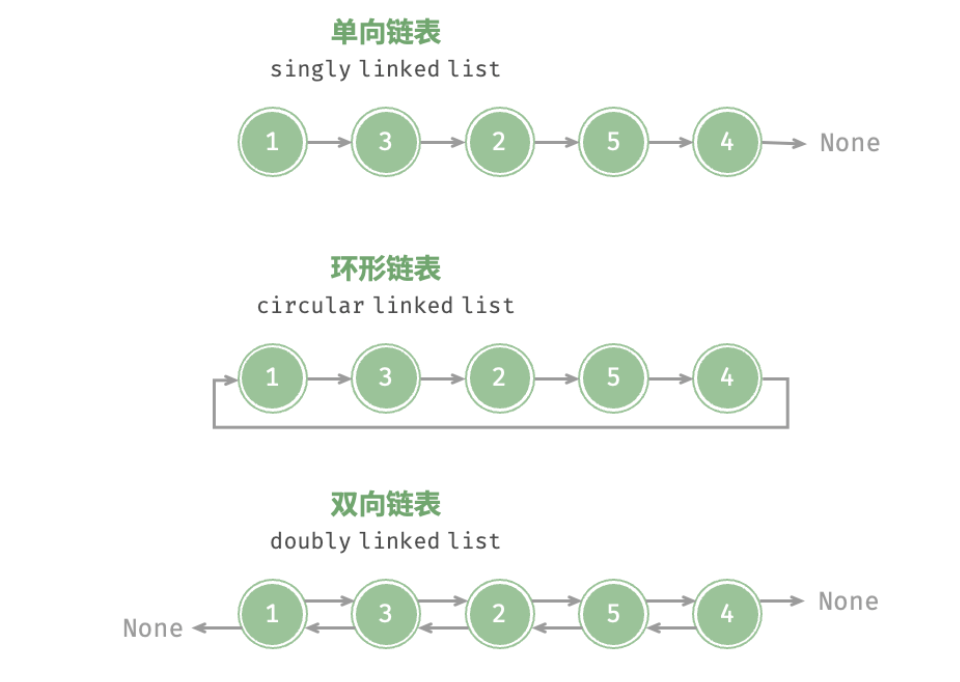 单向链表
singly linked list
1 3 2 5 4 None
环形链表
circular linked list
1 3 2 5 4
双向链表
doubly linked list
1 3 2 5 4 None
None